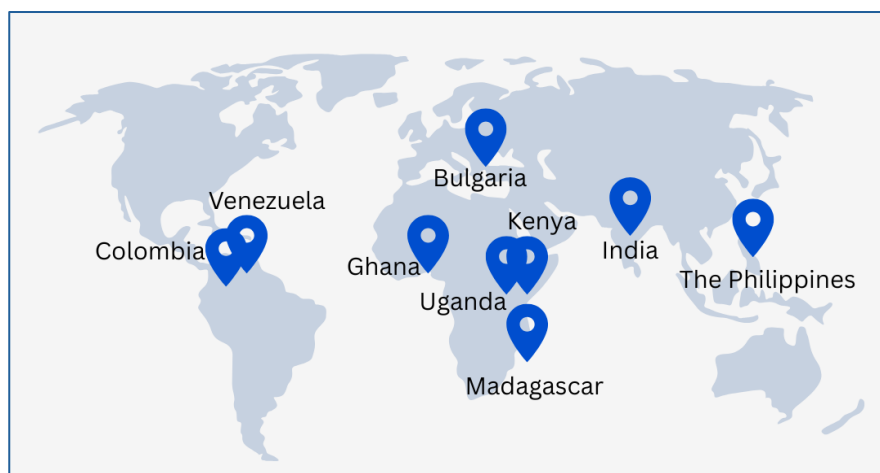 Bulgaria
Venezuela
Kenya
Colombia
India
Ghana
The Philippines
Uganda
Madagascar